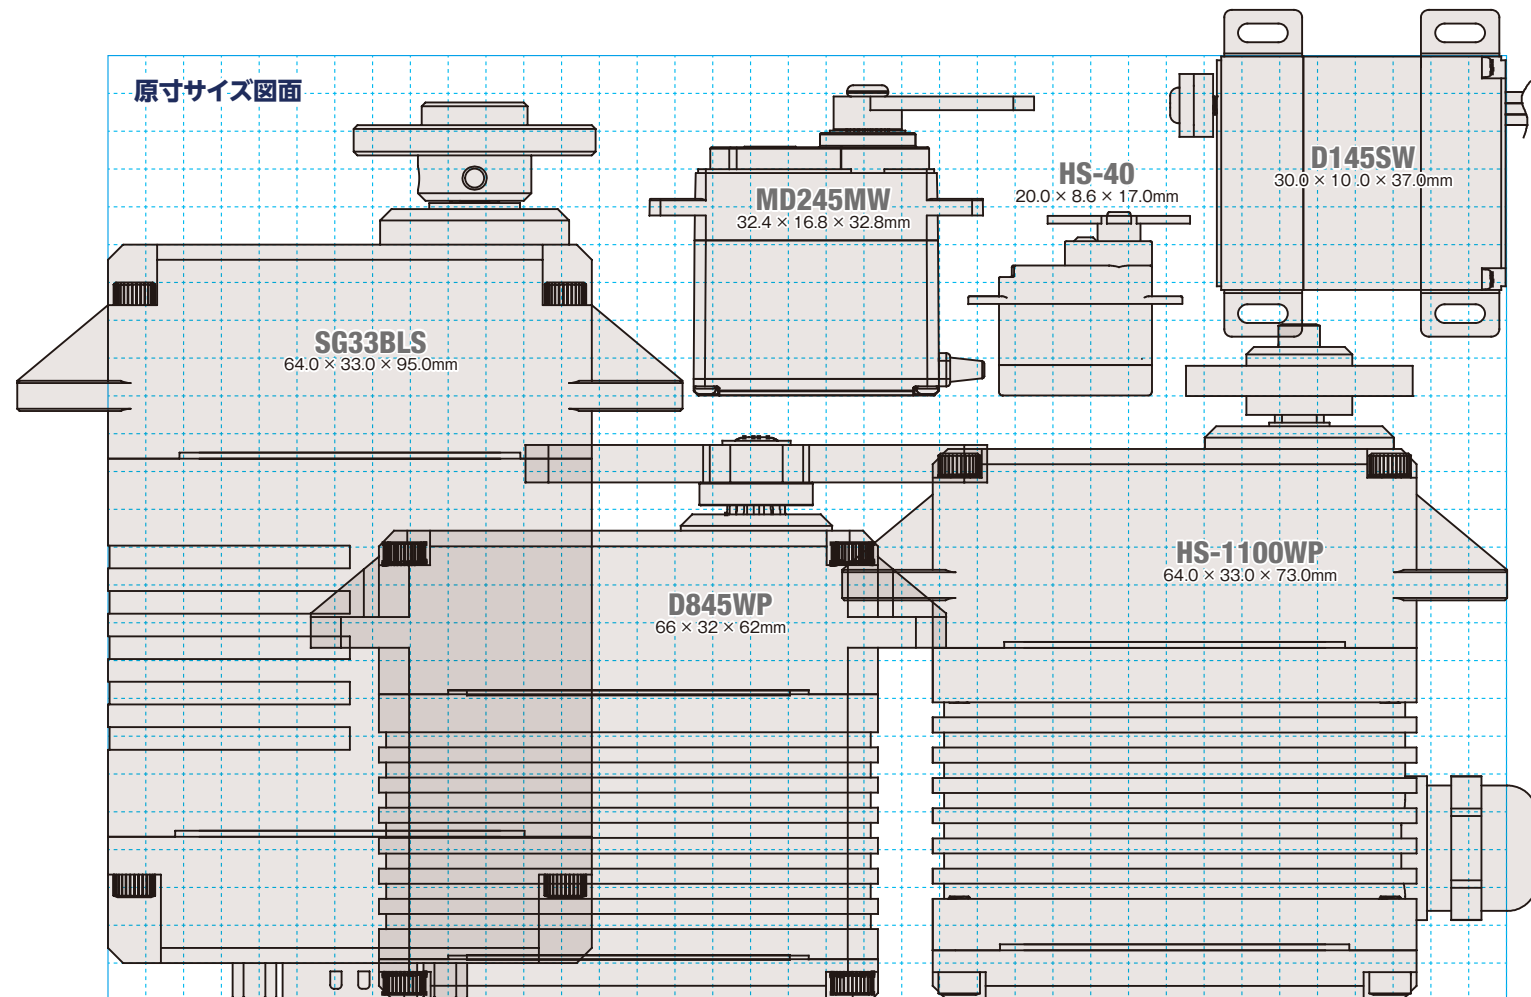 原寸サイズ図面
MD245MW
32.4 × 16.8 × 32.8mm
HS-40
20.0 × 8.6 × 17.0mm
D145SW
30.0 × 10 .0 × 37.0mm
SG33BLS
64.0 × 33.0 × 95.0mm
D845WP
66 × 32 × 62mm
HS-1100WP
64.0 × 33.0 × 73.0mm